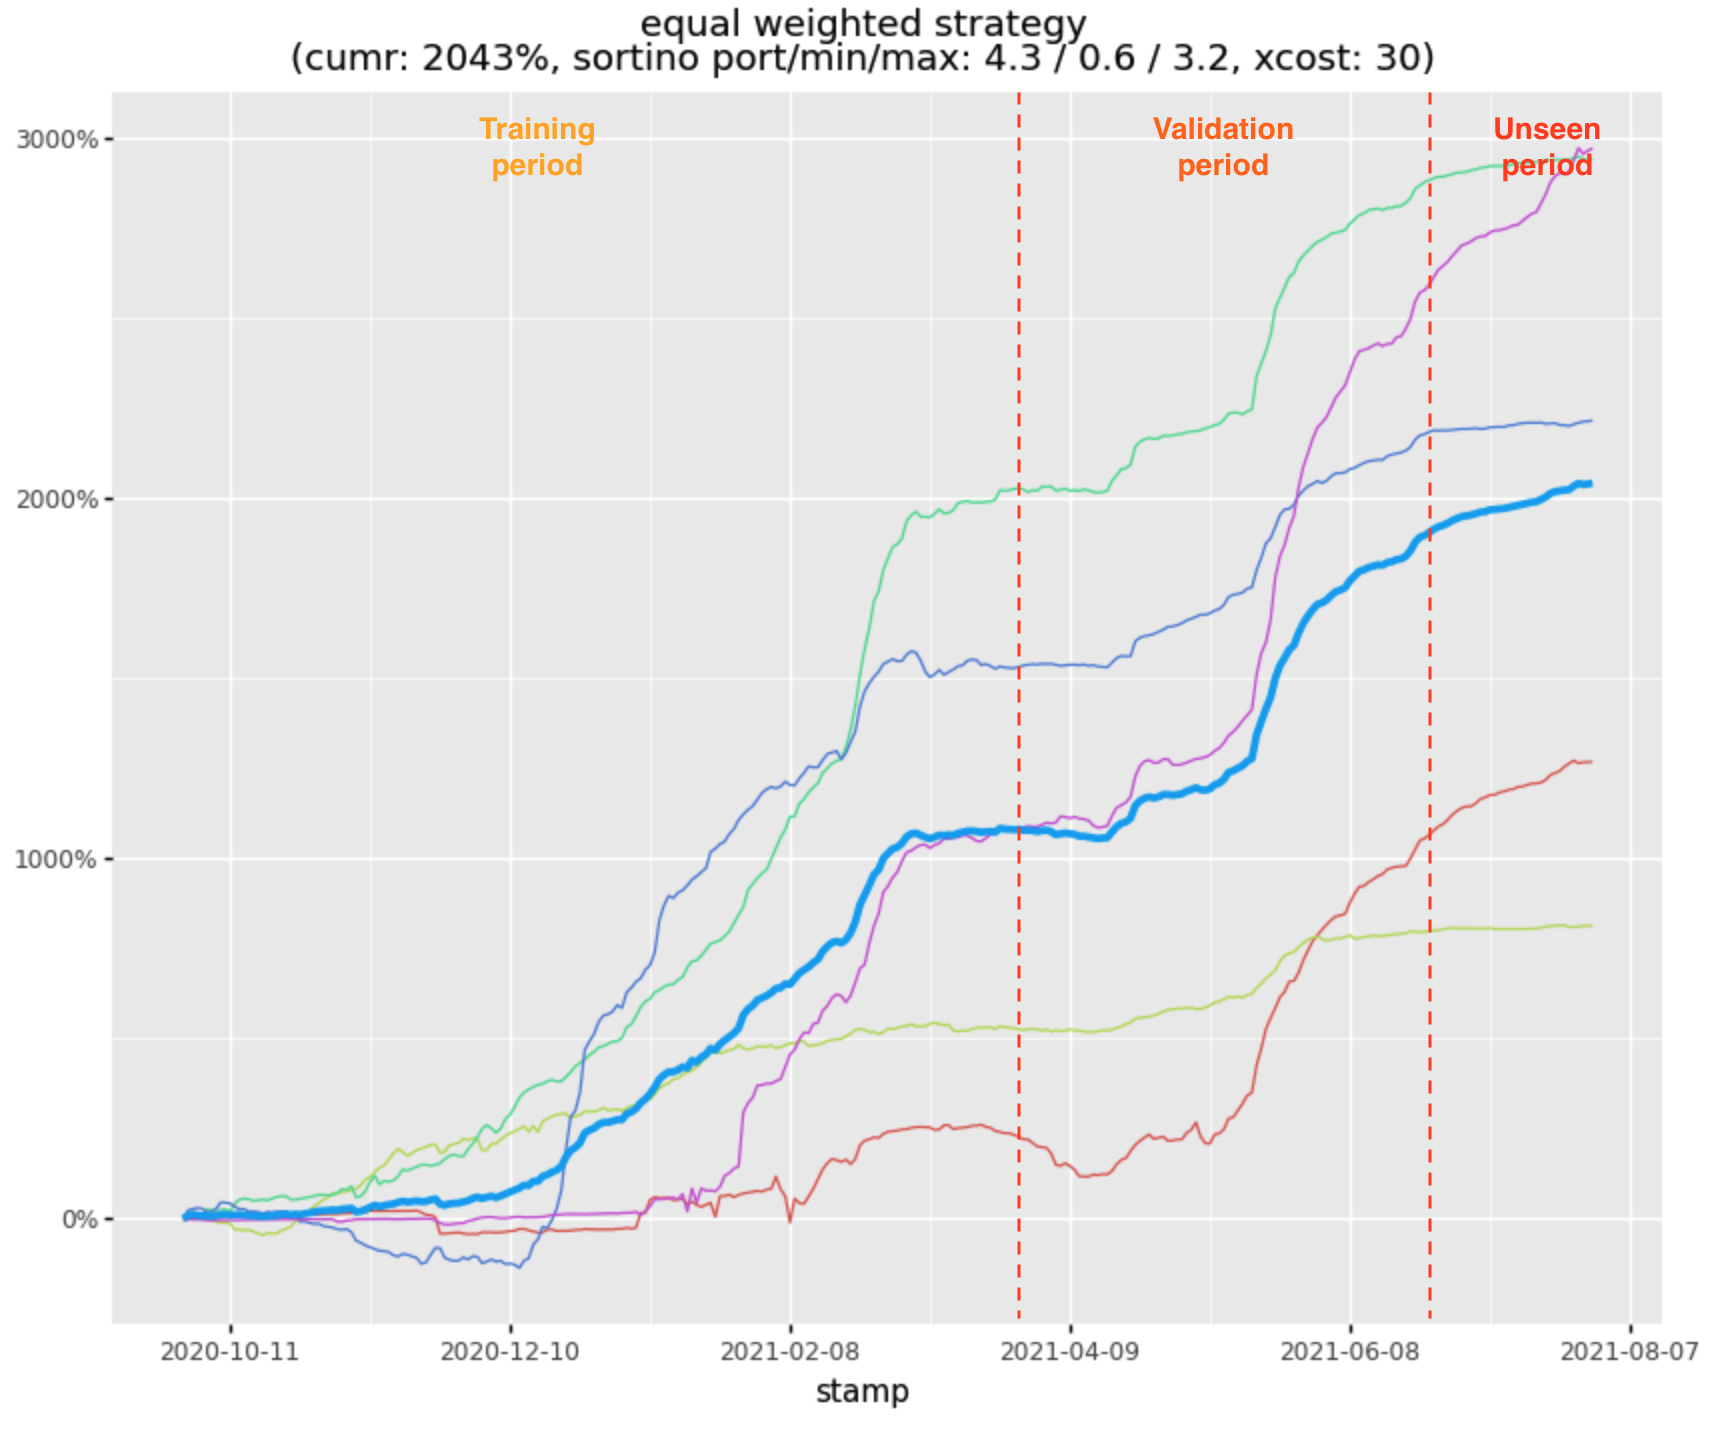 equal weighted strategy
(cumr: 2043%, sortino port/min/max: 4.3 / 0.6 / 3.2, xcost: 30)
Training
period
Validation
period
Unseen
period
3000%
2000%
1000%
0%
2020-10-11
2020-12-10
2021-02-08
2021-04-09
2021-06-08
2021-08-07
stamp